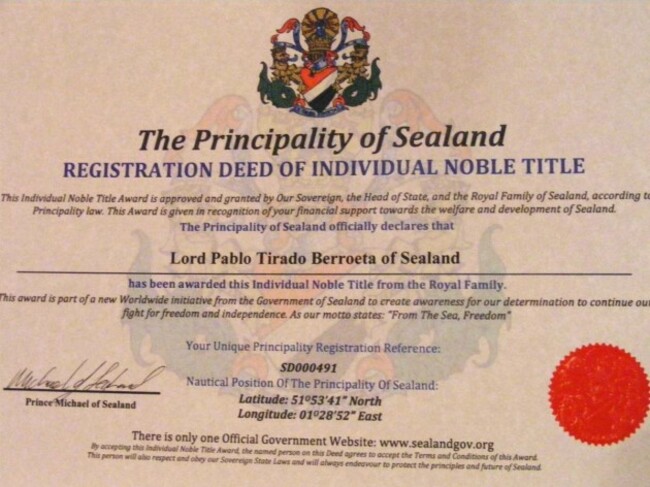 The Principality of Sealand
REGISTRATION DEED OF INDIVIDUAL NOBLE TITLE
This Individual Noble Title Award is approved and granted by Our Sovereign, the Head of State, and the Royal Family of Sealand, according to
Principality law. This Award is given in recognition of your financial support towards the welfare and development of Sealand.
The Principality of Sealand officially declares that
Lord Pablo Tirado Berroeta of Sealand
has been awarded this Individual Noble Title from the Royal Family.
This award is part of a new Worldwide initiative from the Government of Sealand to create awareness for our determination to continue our
fight for freedom and independence. As our motto states: "From The Sea, Freedom"
Your Unique Principality Registration Reference:
SD000491
Nautical Position Of The Principality Of Sealand:
Latitude: 51º53'41" North
Longitude: 01º28'52" East
Michael of Sealand
Prince Michael of Sealand
There is only one Official Government Website: www.sealandgov.org
By accepting this Individual Noble Title Award, the named person on this Deed agrees to accept the Terms and Conditions of this Award.
This person will also respect and obey our Sovereign State Laws and will always endeavour to protect the principles and future of Sealand.